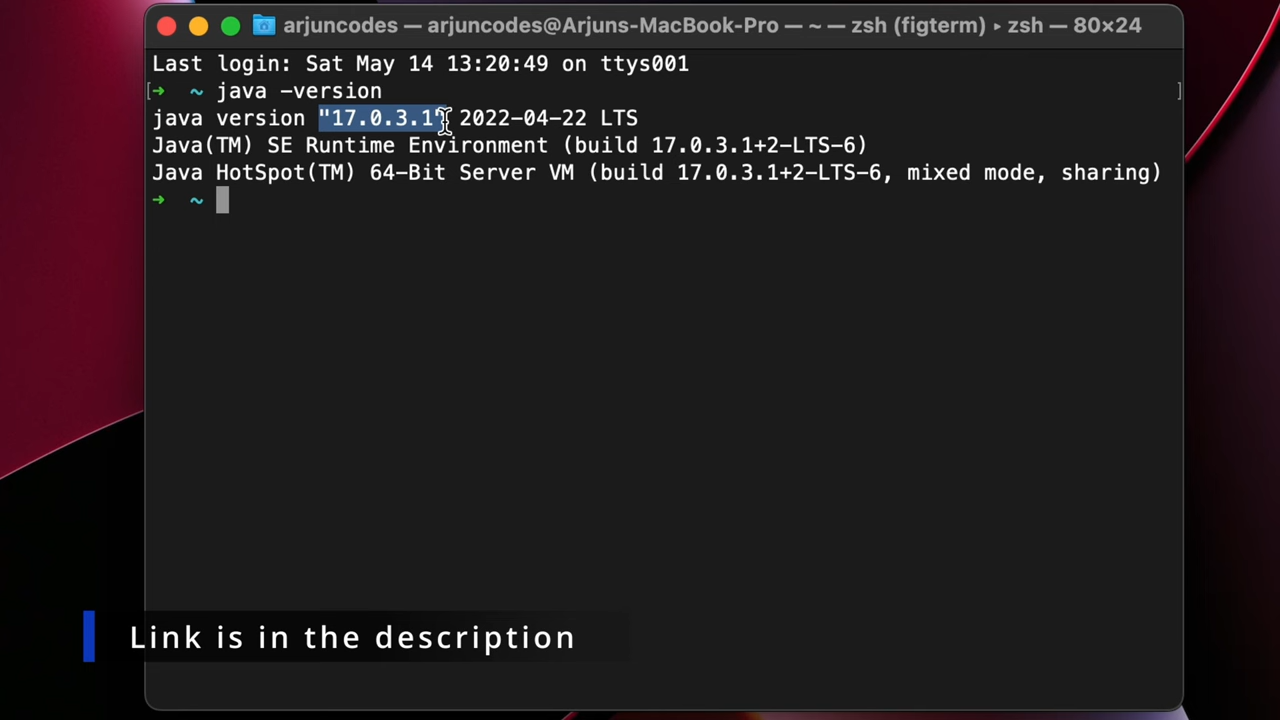 arjuncodes — arjuncodes@Arjuns-MacBook-Pro — ~ — zsh (figterm) ▸ zsh — 80×24
Last login: Sat May 14 13:20:49 on ttys001
[➜  ~ java -version ]
java version "17.0.3.1" 2022-04-22 LTS
Java(TM) SE Runtime Environment (build 17.0.3.1+2-LTS-6)
Java HotSpot(TM) 64-Bit Server VM (build 17.0.3.1+2-LTS-6, mixed mode, sharing)
➜  ~
Link is in the description